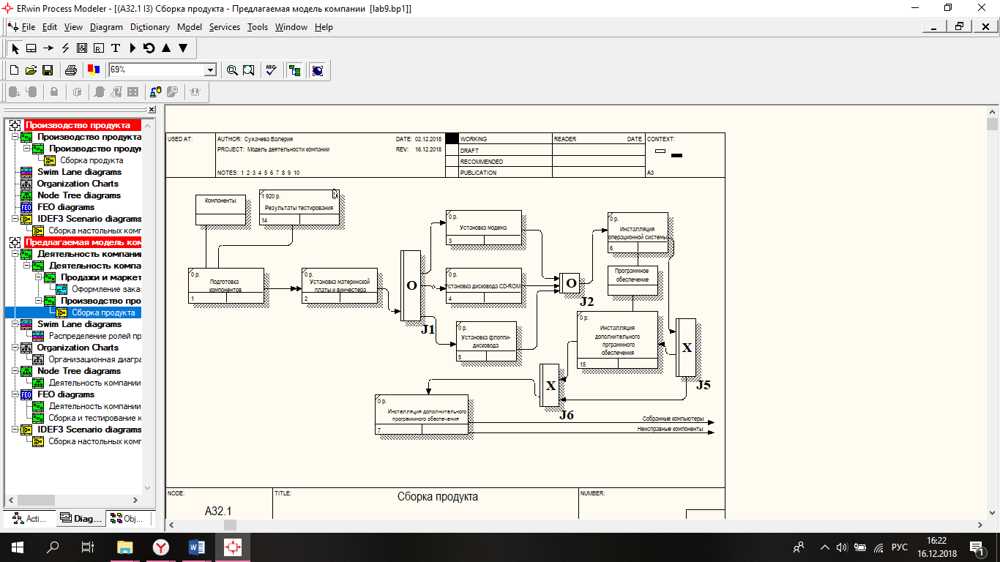 ERwin Process Modeler - [(A32.1 I3) Сборка продукта - Предлагаемая модель компании [lab9.bp1]]
File Edit View Diagram Dictionary Model Services Tools Window Help
69%
Производство продукта
Производство продукта
Производство продук
Сборка продукта
Swim Lane diagrams
Organization Charts
Node Tree diagrams
FEO diagrams
IDEF3 Scenario diagrams
Сборка настольных комп
Предлагаемая модель ком
Деятельность компании
Деятельность компа
Продажи и маркет
Оформление зака
Производство про
Сборка продукта
Swim Lane diagrams
Распределение ролей пр
Organization Charts
Организационная диагра
Node Tree diagrams
Деятельность компании
FEO diagrams
Деятельность компании
Сборка и тестирование к
IDEF3 Scenario diagrams
Сборка настольных комп
Acti... Diag... Obj...
USED AT:
AUTHOR: Сухачева Валерия
DATE: 02.12.2018
PROJECT: Модель деятельности компании
REV: 16.12.2018
NOTES: 1 2 3 4 5 6 7 8 9 10
WORKING
DRAFT
RECOMMENDED
PUBLICATION
READER DATE
CONTEXT:
A3
Компоненты
1 920 р.
Результаты тестирования
14
0 р.
Подготовка
компонентов
1
0 р.
Установка материнской
платы и винчестера
2
O
J1
0 р.
Установка модема
3
0 р.
Установка дисковода CD-ROM
4
0 р.
Установка флоппи-
дисковода
5
O
J2
0 р.
Инсталляция
операционной системы
6
Программное
обеспечение
0 р.
Инсталляция
дополнительного
прграммного
обеспечения
15
X
J5
X
J6
0 р.
Инсталляция дополнительного
программного обеспечения
7
Собранные компьютеры
Неисправные компоненты
NODE:
A32.1
TITLE:
Сборка продукта
NUMBER:
РУС
16:22
16.12.2018
1